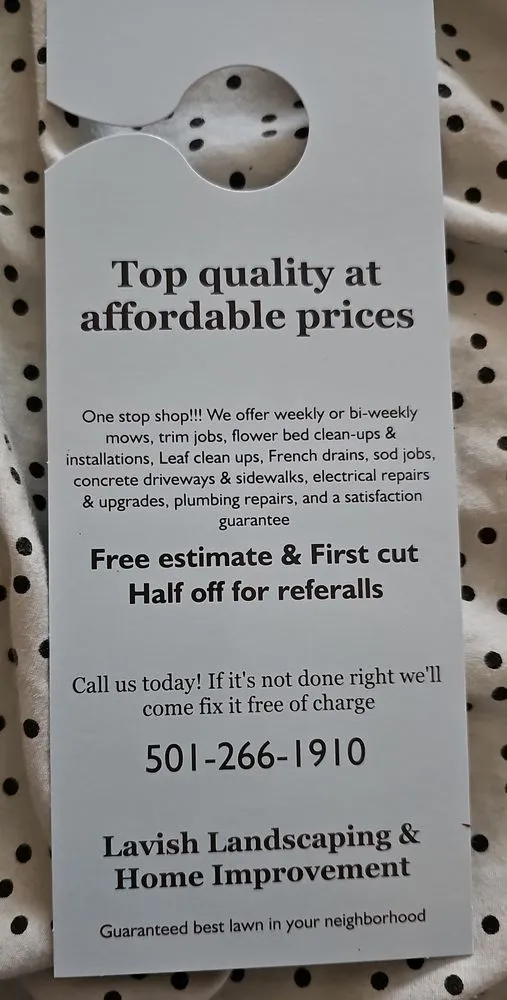 Top quality at
affordable prices
One stop shop!!! We offer weekly or bi-weekly
mows, trim jobs, flower bed clean-ups &
installations, Leaf clean ups, French drains, sod jobs,
concrete driveways & sidewalks, electrical repairs
& upgrades, plumbing repairs, and a satisfaction
guarantee
Free estimate & First cut
Half off for referalls
Call us today! If it's not done right we'll
come fix it free of charge
501-266-1910
Lavish Landscaping &
Home Improvement
Guaranteed best lawn in your neighborhood